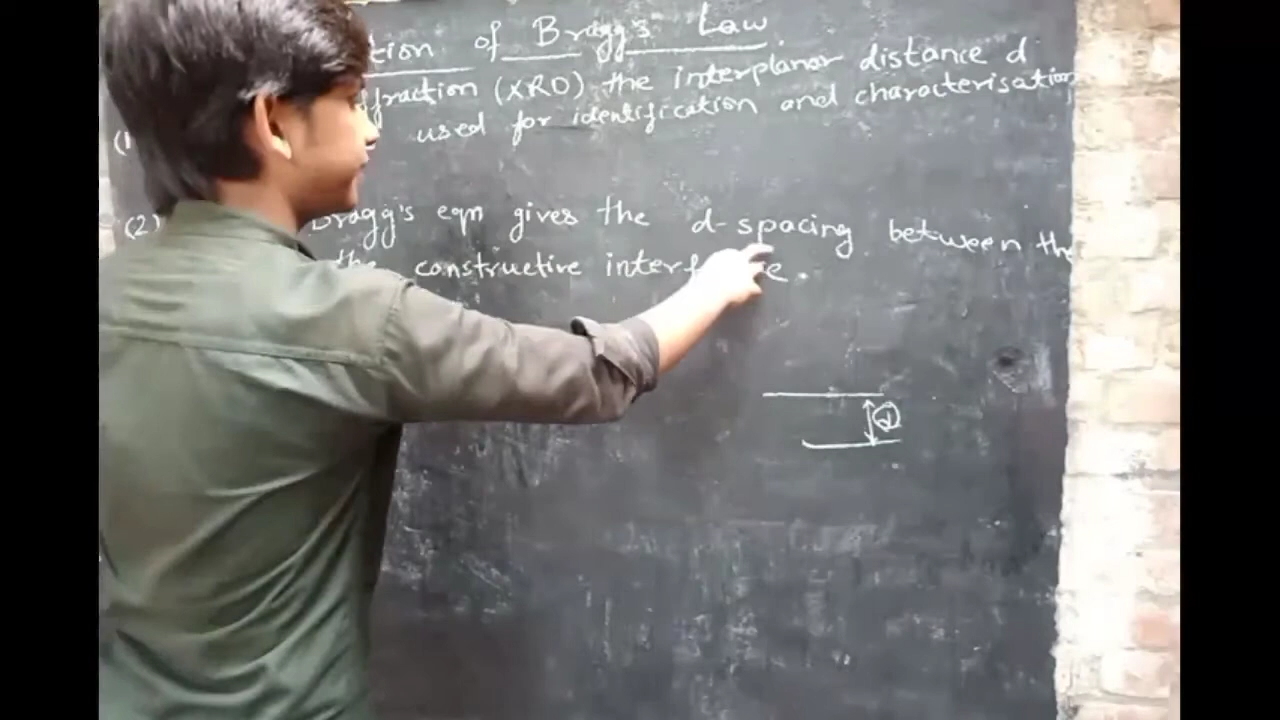 tion of Bragg's Law
ffraction (XRD) the interplanar distance d
(1 used for identification and characterisation
(2) Bragg's eqn gives the d-spacing between the
the constructive interf e.
d